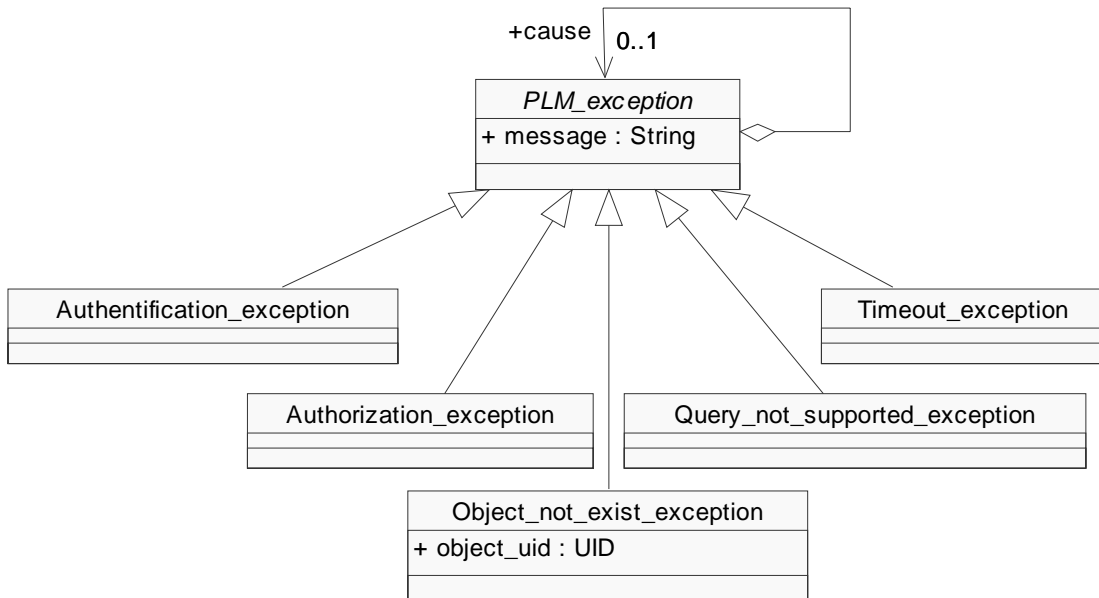 +cause
0..1
PLM_exception
+ message : String
Authentification_exception
Timeout_exception
Authorization_exception
Query_not_supported_exception
Object_not_exist_exception
+ object_uid : UID